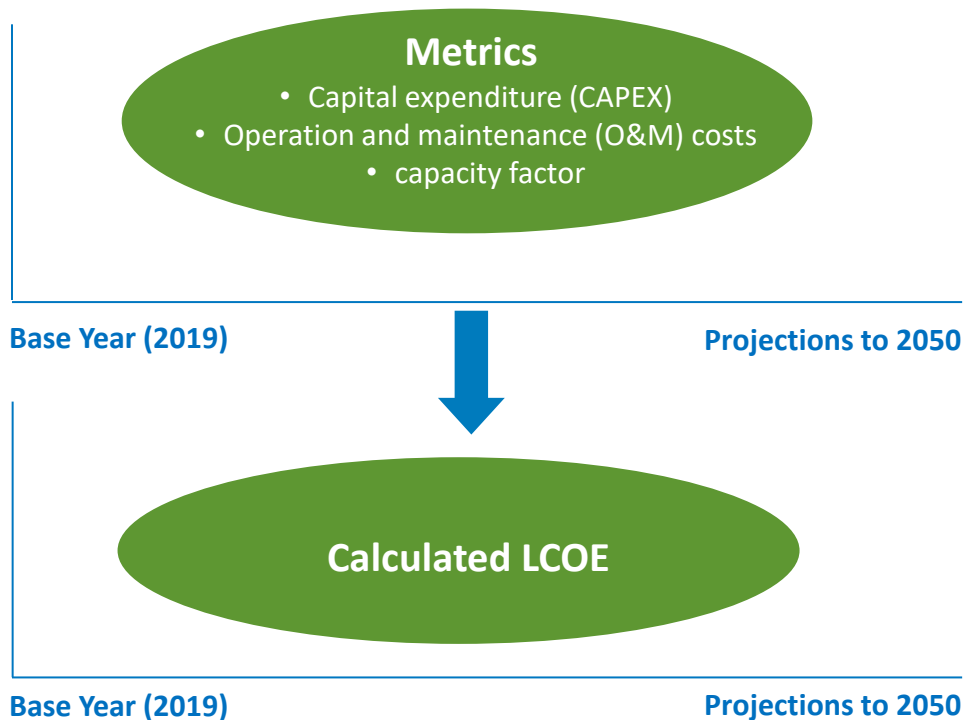 Metrics
• Capital expenditure (CAPEX)
• Operation and maintenance (O&M) costs
• capacity factor
Base Year (2019)
Projections to 2050
Calculated LCOE
Base Year (2019)
Projections to 2050